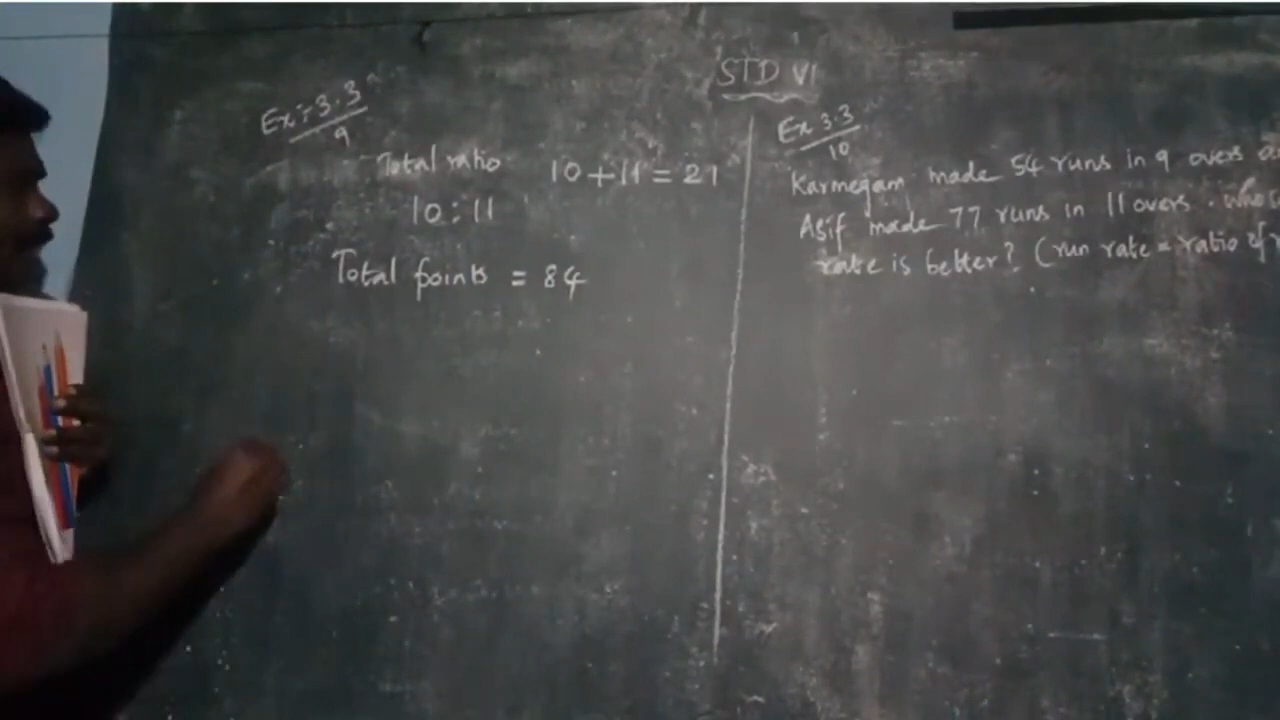 STD VI
Ex:- 3.3
9
Total ratio 10+11 = 21
10 : 11
Total points = 84
Ex 3.3
10
Karmegam made 54 runs in 9 overs
Asif made 77 runs in 11 overs.
rate is better? (run rate = ratio of